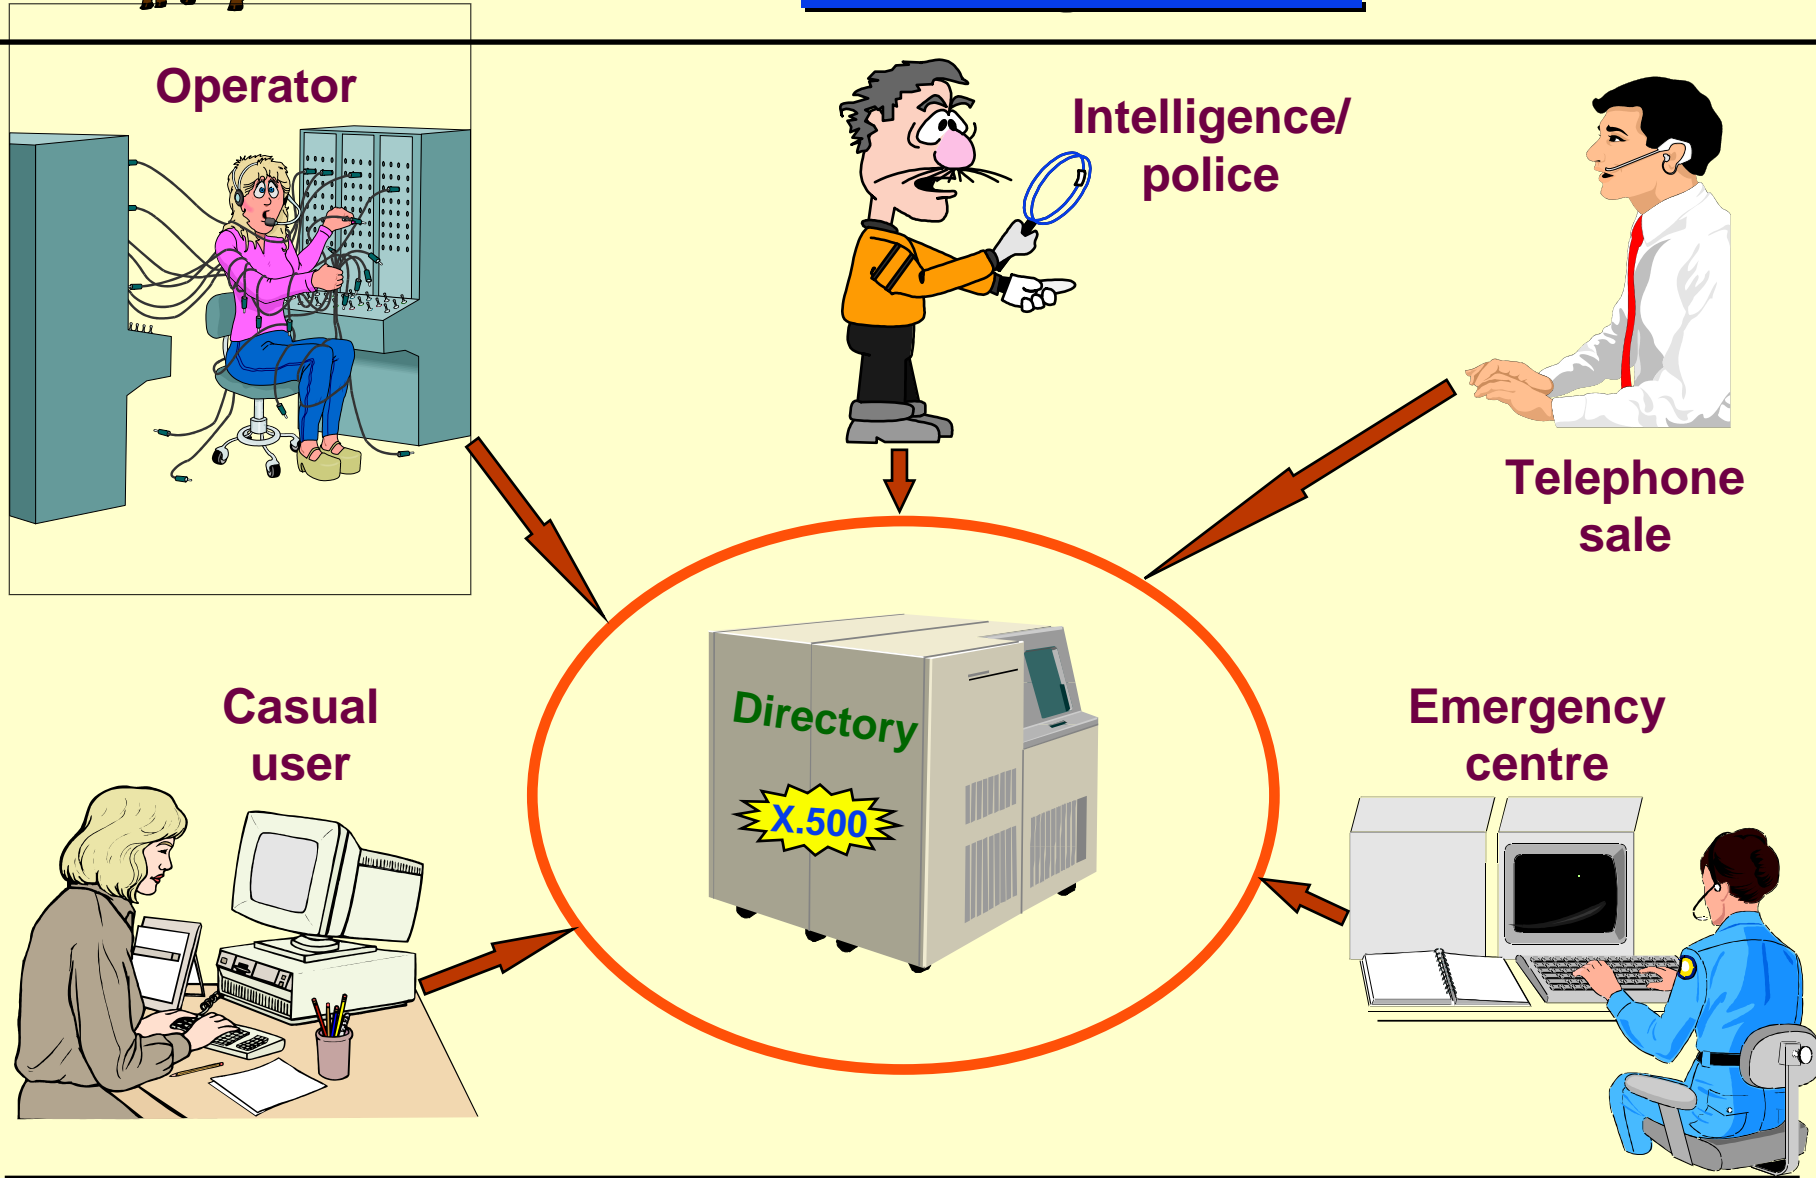 Operator
Intelligence/
police
Telephone
sale
Casual
user
Directory
X.500
Emergency
centre